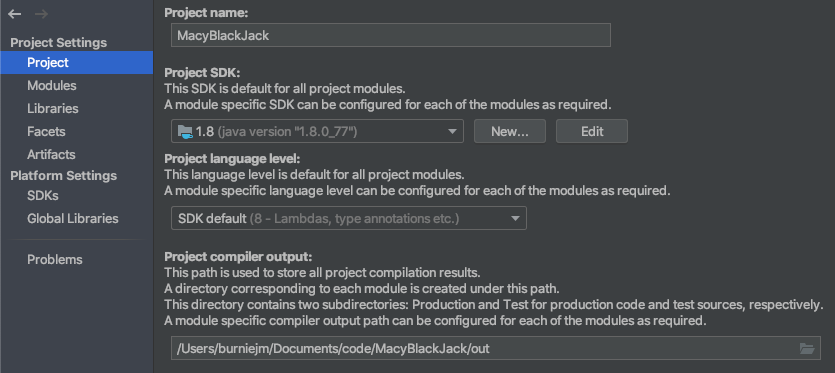 Project Settings
Project
Modules
Libraries
Facets
Artifacts
Platform Settings
SDKs
Global Libraries
Problems
Project name:
MacyBlackJack
Project SDK:
This SDK is default for all project modules.
A module specific SDK can be configured for each of the modules as required.
1.8 (java version "1.8.0_77") New... Edit
Project language level:
This language level is default for all project modules.
A module specific language level can be configured for each of the modules as required.
SDK default (8 - Lambdas, type annotations etc.)
Project compiler output:
This path is used to store all project compilation results.
A directory corresponding to each module is created under this path.
This directory contains two subdirectories: Production and Test for production code and test sources, respectively.
A module specific compiler output path can be configured for each of the modules as required.
/Users/burniejm/Documents/code/MacyBlackJack/out